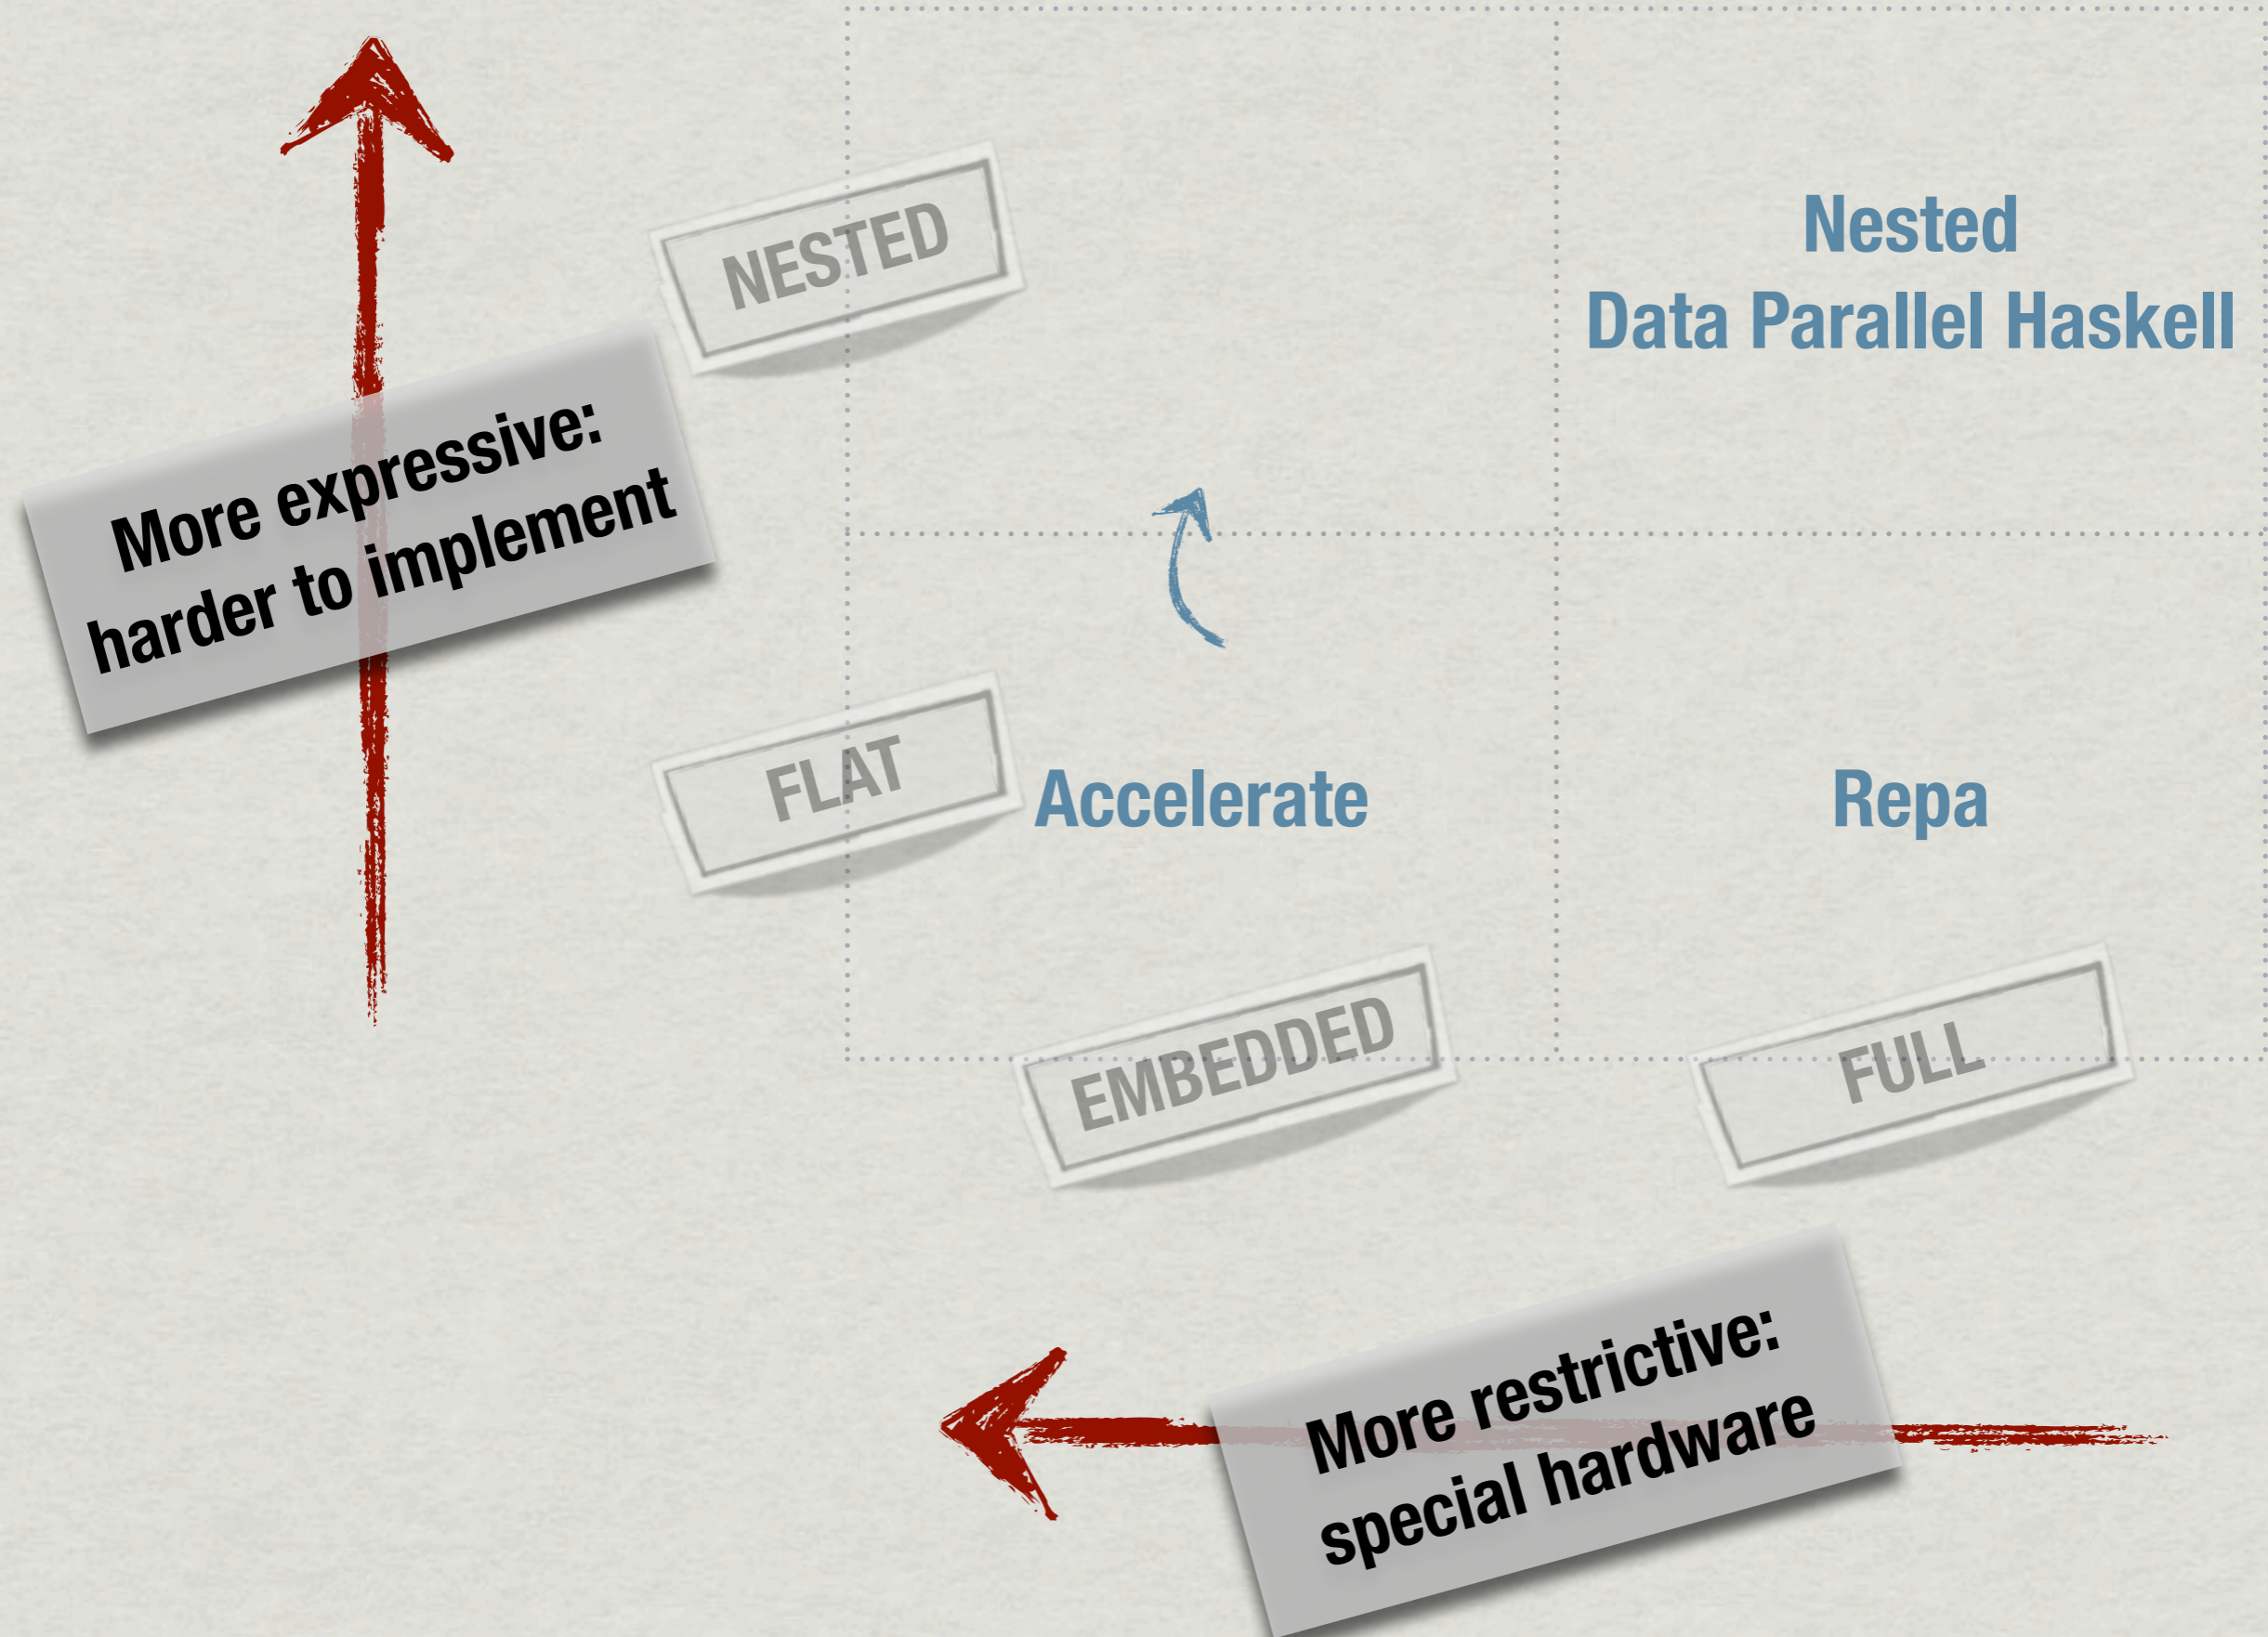 NESTED
Nested
Data Parallel Haskell
More expressive:
harder to implement
FLAT
Accelerate
Repa
EMBEDDED
FULL
More restrictive:
special hardware